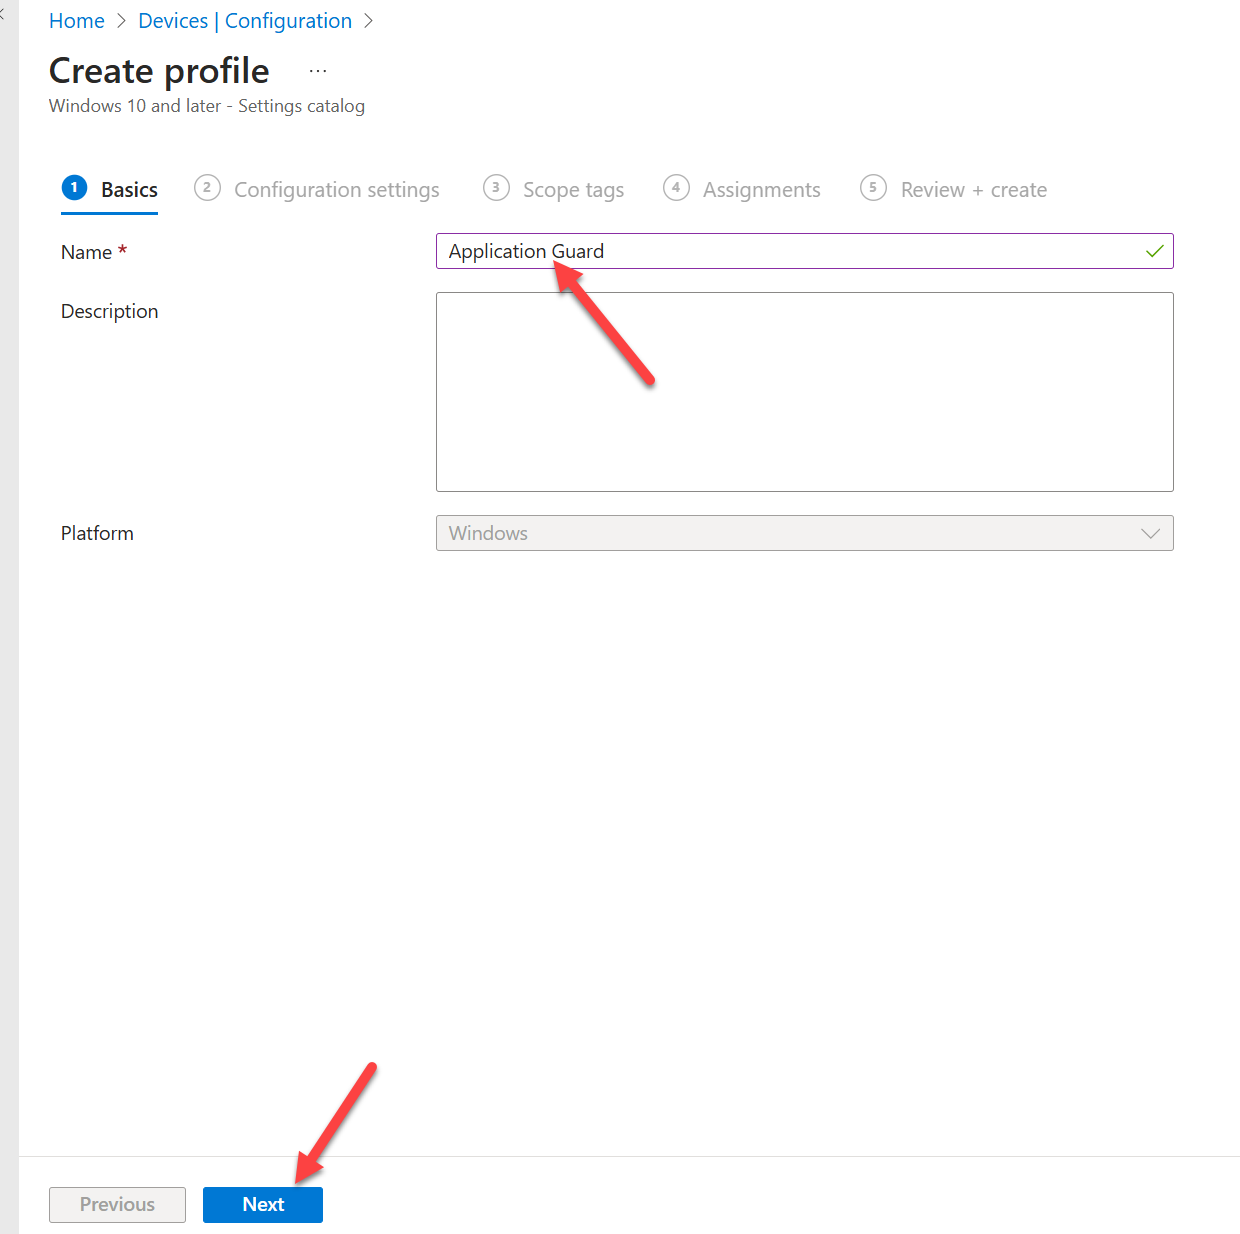 Home > Devices | Configuration >
Create profile ...
Windows 10 and later - Settings catalog
1 Basics 2 Configuration settings 3 Scope tags 4 Assignments 5 Review + create
Name * Application Guard
Description
Platform Windows
Previous Next